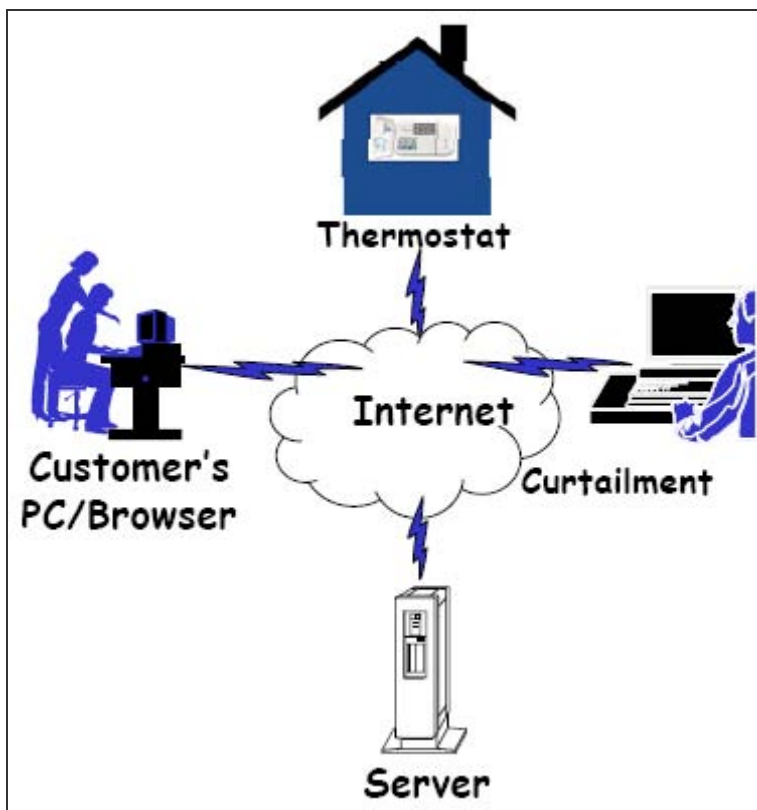 Thermostat
Internet
Customer's
PC/Browser
Curtailment
Server